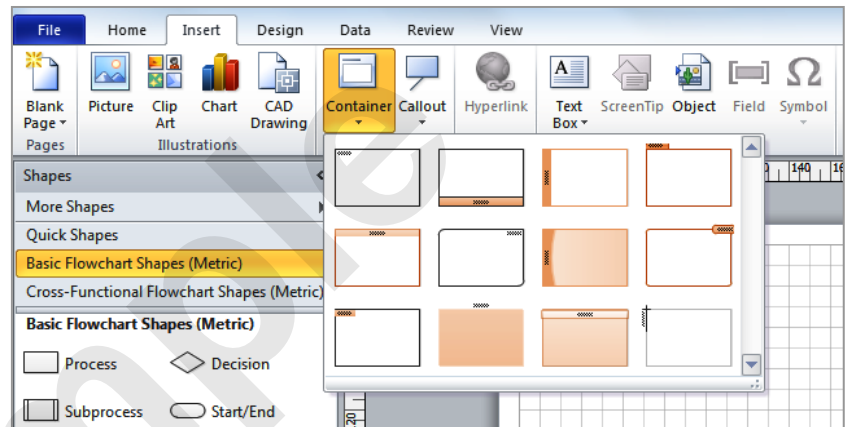 File Home Insert Design Data Review View
Blank Page Picture Clip Art Chart CAD Drawing Container Callout Hyperlink Text Box ScreenTip Object Field Symbol
Pages Illustrations
Shapes
140
More Shapes
Quick Shapes
Basic Flowchart Shapes (Metric)
Cross-Functional Flowchart Shapes (Metric)
Basic Flowchart Shapes (Metric)
Process Decision
Subprocess Start/End